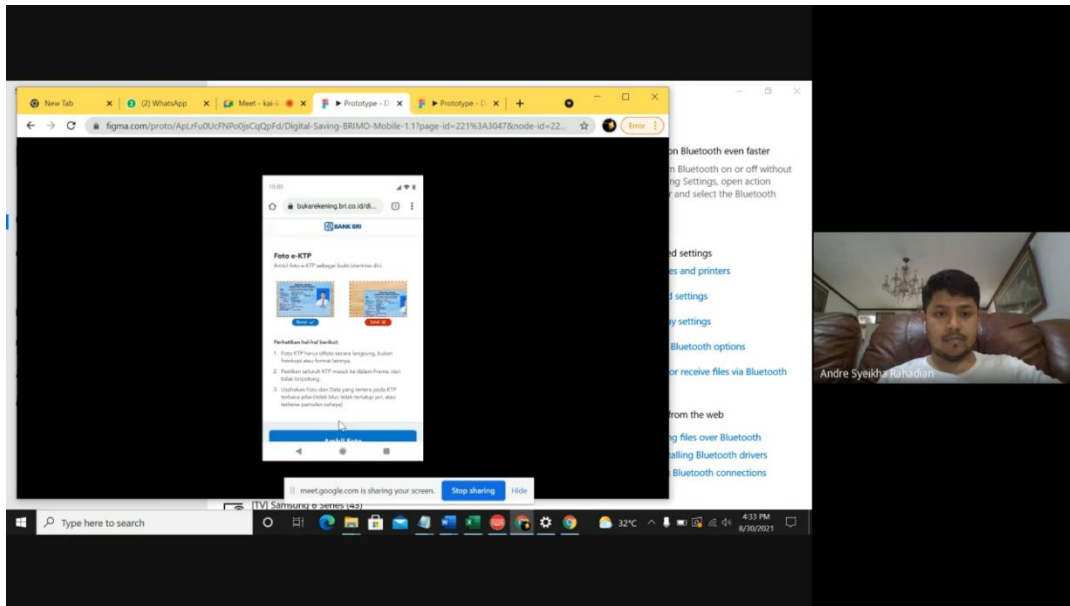 New Tab
(2) WhatsApp
Meet - kai-
Prototype - D
Prototype - D
figma.com/proto/ApLrFu0UcFNPo0jsCqQpFd/Digital-Saving-BRIMO-Mobile-1.1?page-id=221%3A3047&node-id=22...
Error
10:00
bukarekening.bri.co.id/di...
BANK BRI
Foto e-KTP
Ambil foto e-KTP sebagai bukti identitas diri.
Benar
Salah
Perhatikan hal-hal berikut:
1. Foto KTP harus difoto secara langsung, bukan
fotokopi atau format lainnya.
2. Pastikan seluruh KTP masuk ke dalam Frame, dan
tidak terpotong.
3. Usahakan Foto dan Data yang tertera pada KTP
terbaca jelas (tidak blur, tidak tertutup jari, atau
terkena pantulan cahaya)
Ambil Foto
meet.google.com is sharing your screen.
Stop sharing
Hide
on Bluetooth even faster
n Bluetooth on or off without
ng Settings, open action
r and select the Bluetooth
ed settings
es and printers
d settings
ay settings
Bluetooth options
or receive files via Bluetooth
from the web
ng files over Bluetooth
talling Bluetooth drivers
Bluetooth connections
[TV] Samsung 6 Series (43)
Andre Syeikha Rahadian
Type here to search
32°C
4:33 PM
8/30/2021